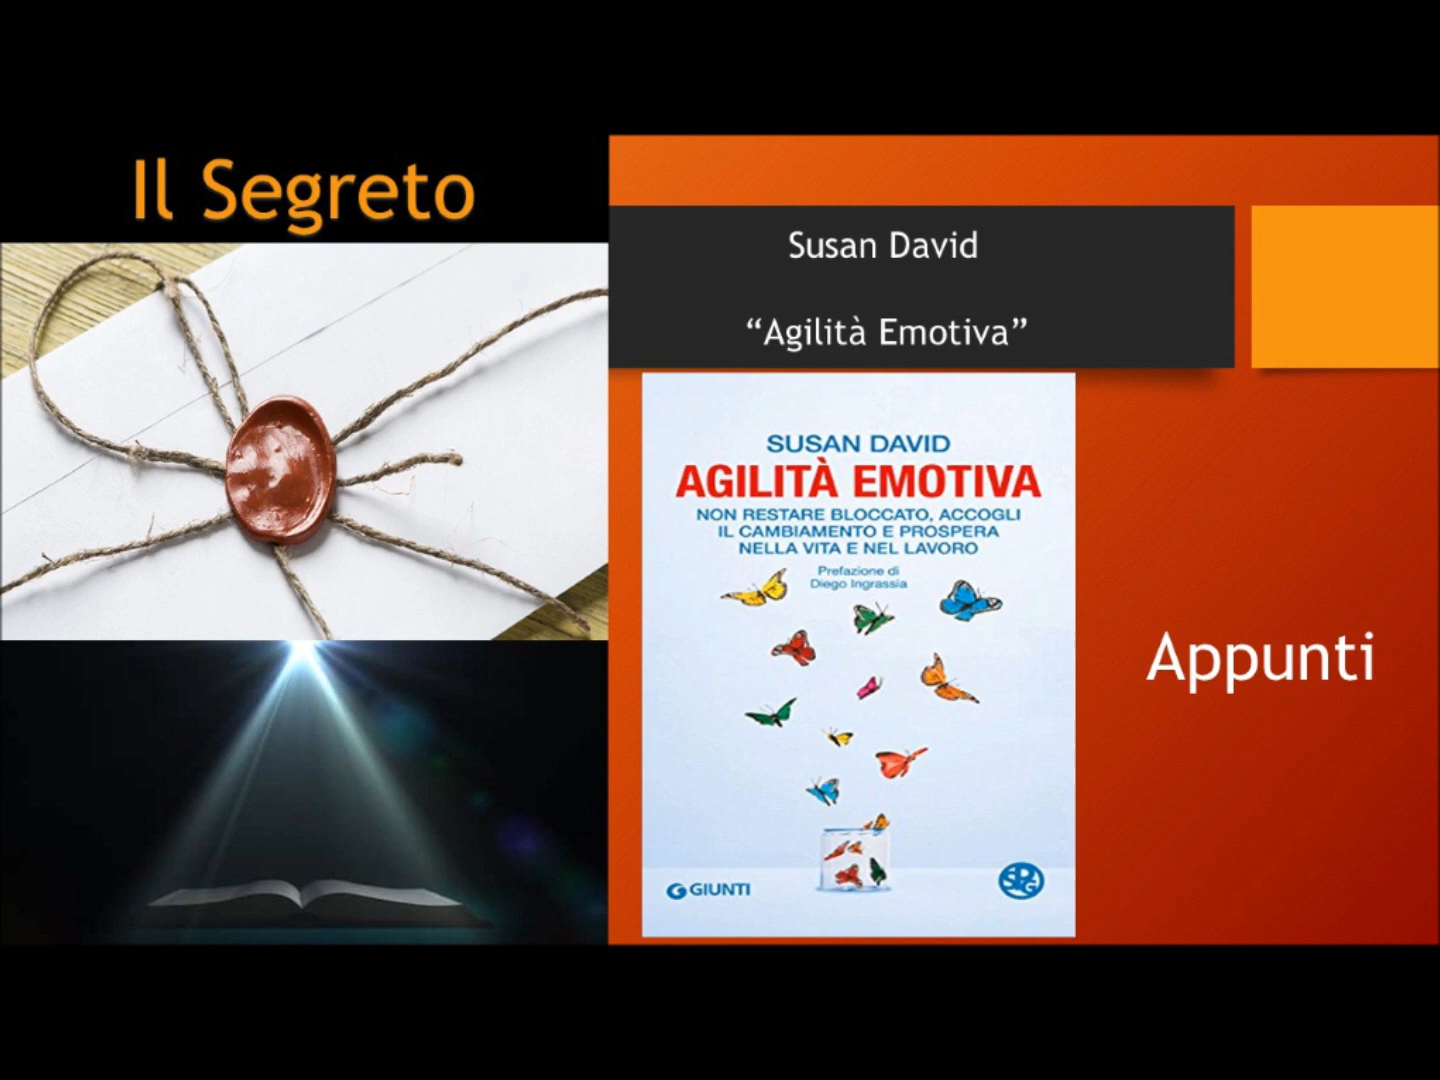 Il Segreto
Susan David
“Agilità Emotiva”
SUSAN DAVID
AGILITÀ EMOTIVA
NON RESTARE BLOCCATO, ACCOGLI
IL CAMBIAMENTO E PROSPERA
NELLA VITA E NEL LAVORO
Prefazione di
Diego Ingrassia
GIUNTI
Appunti